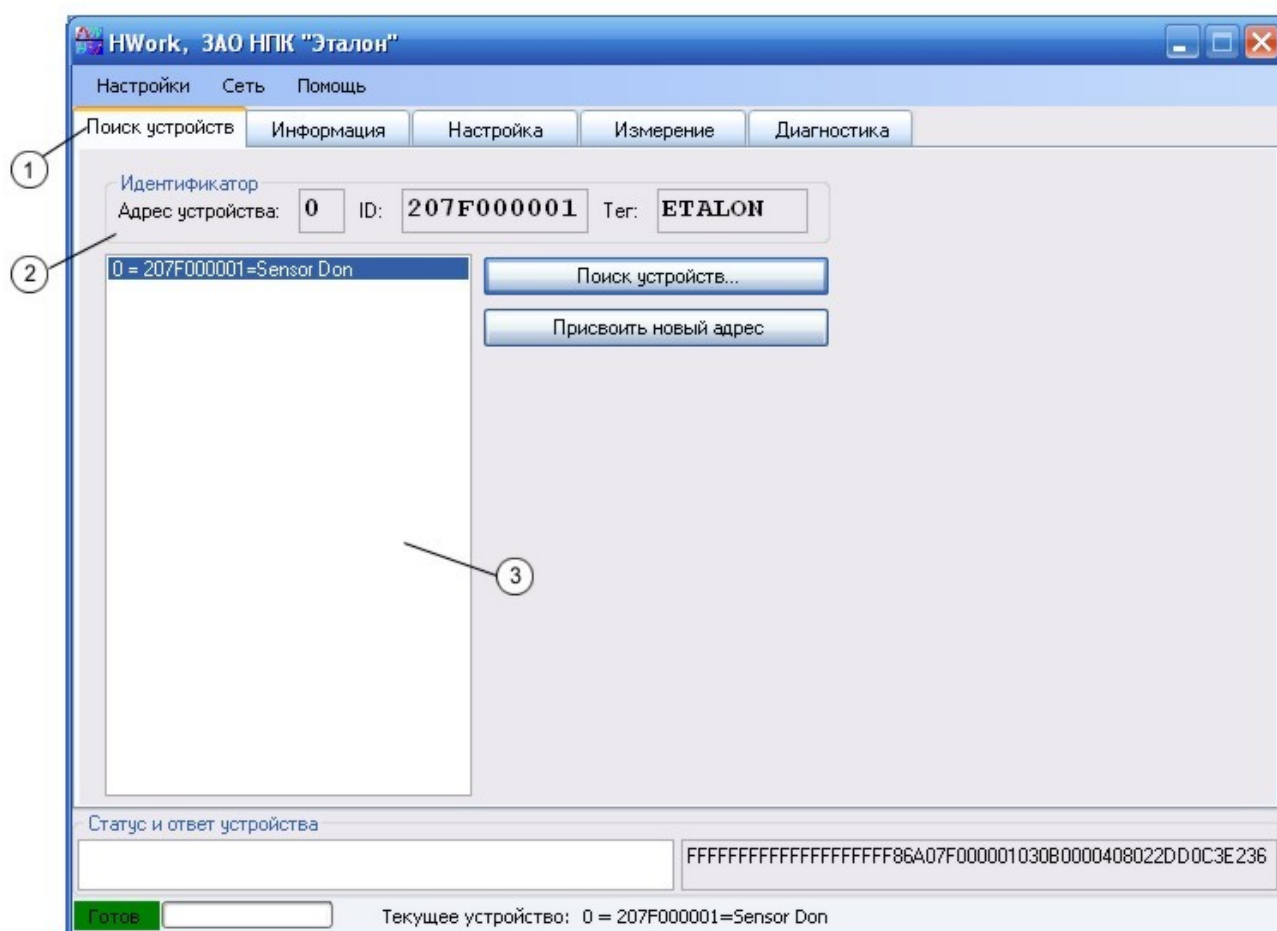 HWork, ЗАО НПК "Эталон"
Настройки Сеть Помощь
Поиск устройств Информация Настройка Измерение Диагностика
1
Идентификатор
Адрес устройства: 0 ID: 207F000001 Тег: ETALON
2
0 = 207F000001=Sensor Don
Поиск устройств...
Присвоить новый адрес
3
Статус и ответ устройства
FFFFFFFFFFFFFFFFFFFF86A07F000001030B0000408022DD0C3E236
Готов Текущее устройство: 0 = 207F000001=Sensor Don